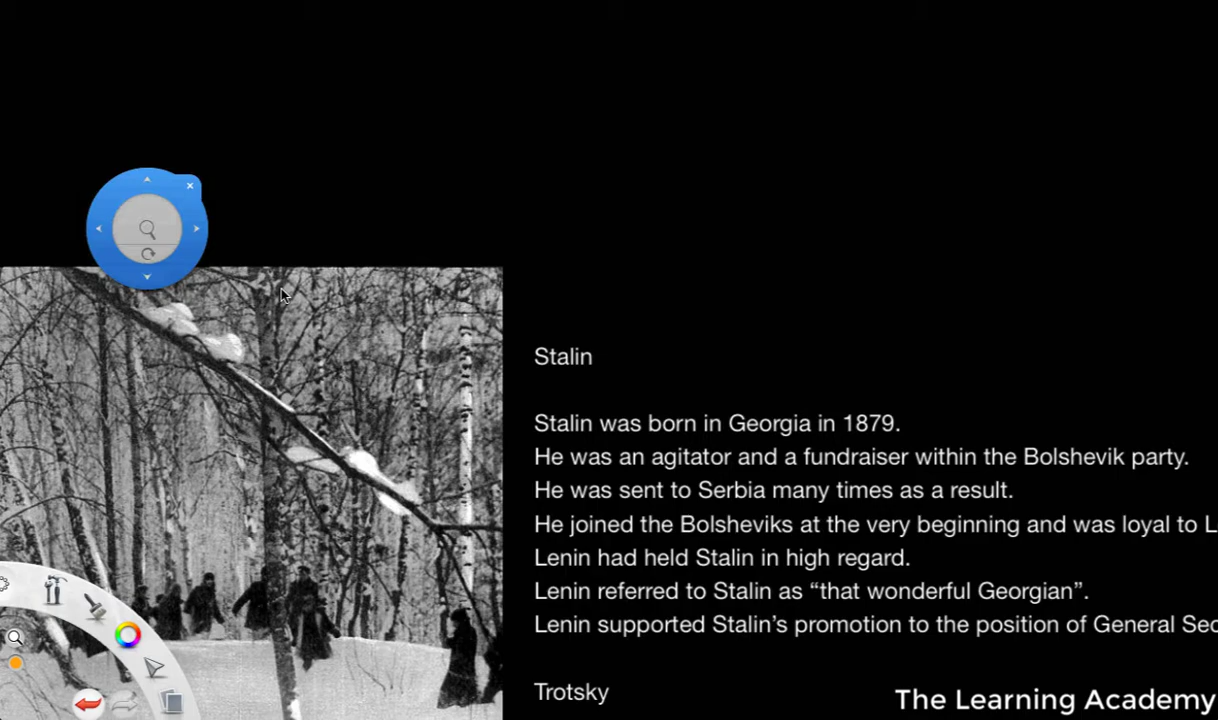 Stalin
Stalin was born in Georgia in 1879.
He was an agitator and a fundraiser within the Bolshevik party.
He was sent to Serbia many times as a result.
He joined the Bolsheviks at the very beginning and was loyal to L
Lenin had held Stalin in high regard.
Lenin referred to Stalin as “that wonderful Georgian”.
Lenin supported Stalin’s promotion to the position of General Sec
Trotsky
The Learning Academy